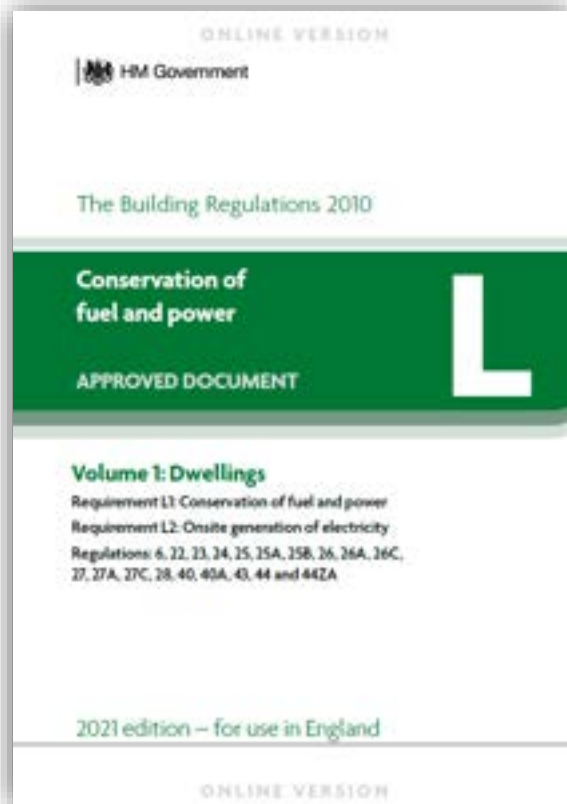 ONLINE VERSION
HM Government
The Building Regulations 2010
Conservation of
fuel and power
L
APPROVED DOCUMENT
Volume 1: Dwellings
Requirement L1: Conservation of fuel and power
Requirement L2: Onsite generation of electricity
Regulations: 6, 22, 23, 24, 25, 25A, 25B, 26, 26A, 26C,
27, 27A, 27C, 28, 40, 40A, 43, 44 and 44ZA
2021 edition – for use in England
ONLINE VERSION